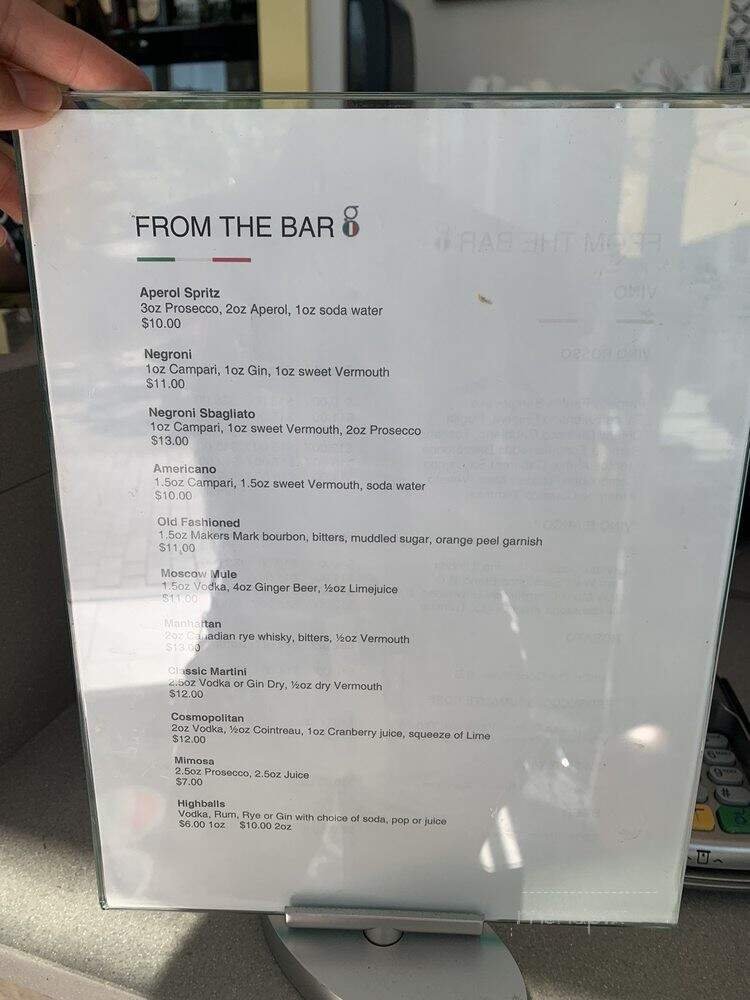 FROM THE BAR
Aperol Spritz
3oz Prosecco, 2oz Aperol, 1oz soda water
$10.00
Negroni
1oz Campari, 1oz Gin, 1oz sweet Vermouth
$11.00
Negroni Sbagliato
1oz Campari, 1oz sweet Vermouth, 2oz Prosecco
$13.00
Americano
1.5oz Campari, 1.5oz sweet Vermouth, soda water
$10.00
Old Fashioned
1.5oz Makers Mark bourbon, bitters, muddled sugar, orange peel garnish
$11,00
Moscow Mule
1.5oz Vodka, 4oz Ginger Beer, ½oz Limejuice
$11.00
Manhattan
2oz Canadian rye whisky, bitters, ½oz Vermouth
$13.00
Classic Martini
2.5oz Vodka or Gin Dry, ½oz dry Vermouth
$12.00
Cosmopolitan
2oz Vodka, ½oz Cointreau, 1oz Cranberry juice, squeeze of Lime
$12.00
Mimosa
2.5oz Prosecco, 2.5oz Juice
$7.00
Highballs
Vodka, Rum, Rye or Gin with choice of soda, pop or juice
$6.00 1oz $10.00 2oz